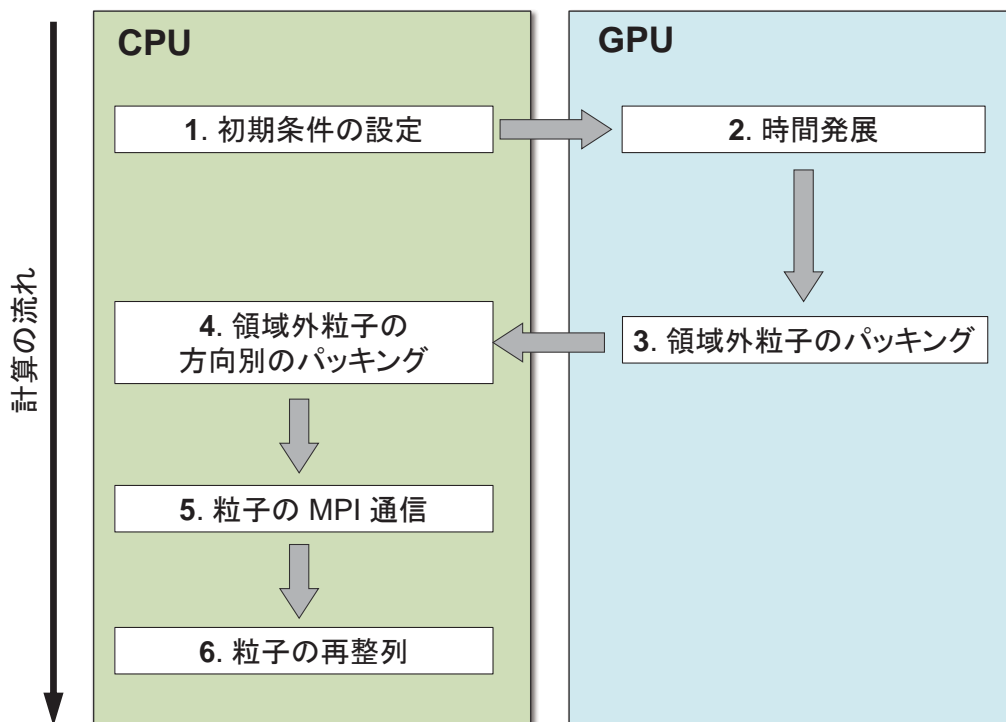 CPU
GPU
1. 初期条件の設定
2. 時間発展
計算の流れ
4. 領域外粒子の
方向別のパッキング
3. 領域外粒子のパッキング
5. 粒子の MPI 通信
6. 粒子の再整列